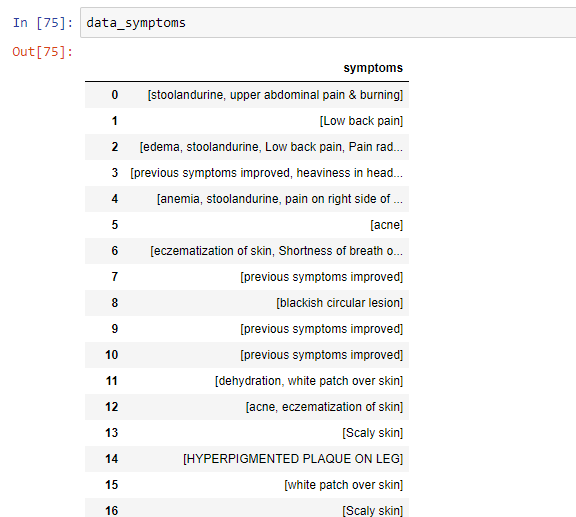 In [75]: data_symptoms
Out[75]:
symptoms
0 [stoolandurine, upper abdominal pain & burning]
1 [Low back pain]
2 [edema, stoolandurine, Low back pain, Pain rad...
3 [previous symptoms improved, heaviness in head...
4 [anemia, stoolandurine, pain on right side of ...
5 [acne]
6 [eczematization of skin, Shortness of breath o...
7 [previous symptoms improved]
8 [blackish circular lesion]
9 [previous symptoms improved]
10 [previous symptoms improved]
11 [dehydration, white patch over skin]
12 [acne, eczematization of skin]
13 [Scaly skin]
14 [HYPERPIGMENTED PLAQUE ON LEG]
15 [white patch over skin]
16 [Scaly skin]